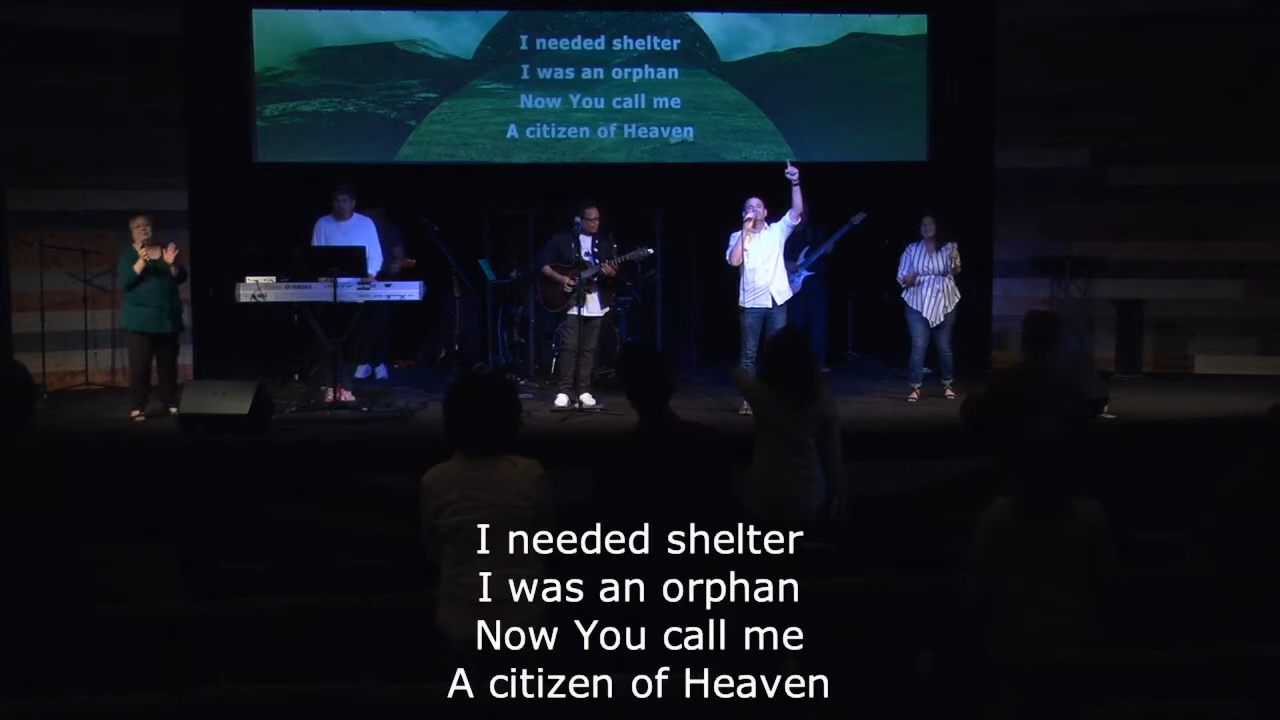 I needed shelter
I was an orphan
Now You call me
A citizen of Heaven
YAMAHA
I needed shelter
I was an orphan
Now You call me
A citizen of Heaven